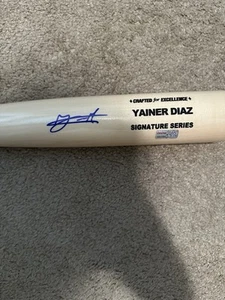 CRAFTED for EXCELLENCE
YAINER DIAZ
SIGNATURE SERIES